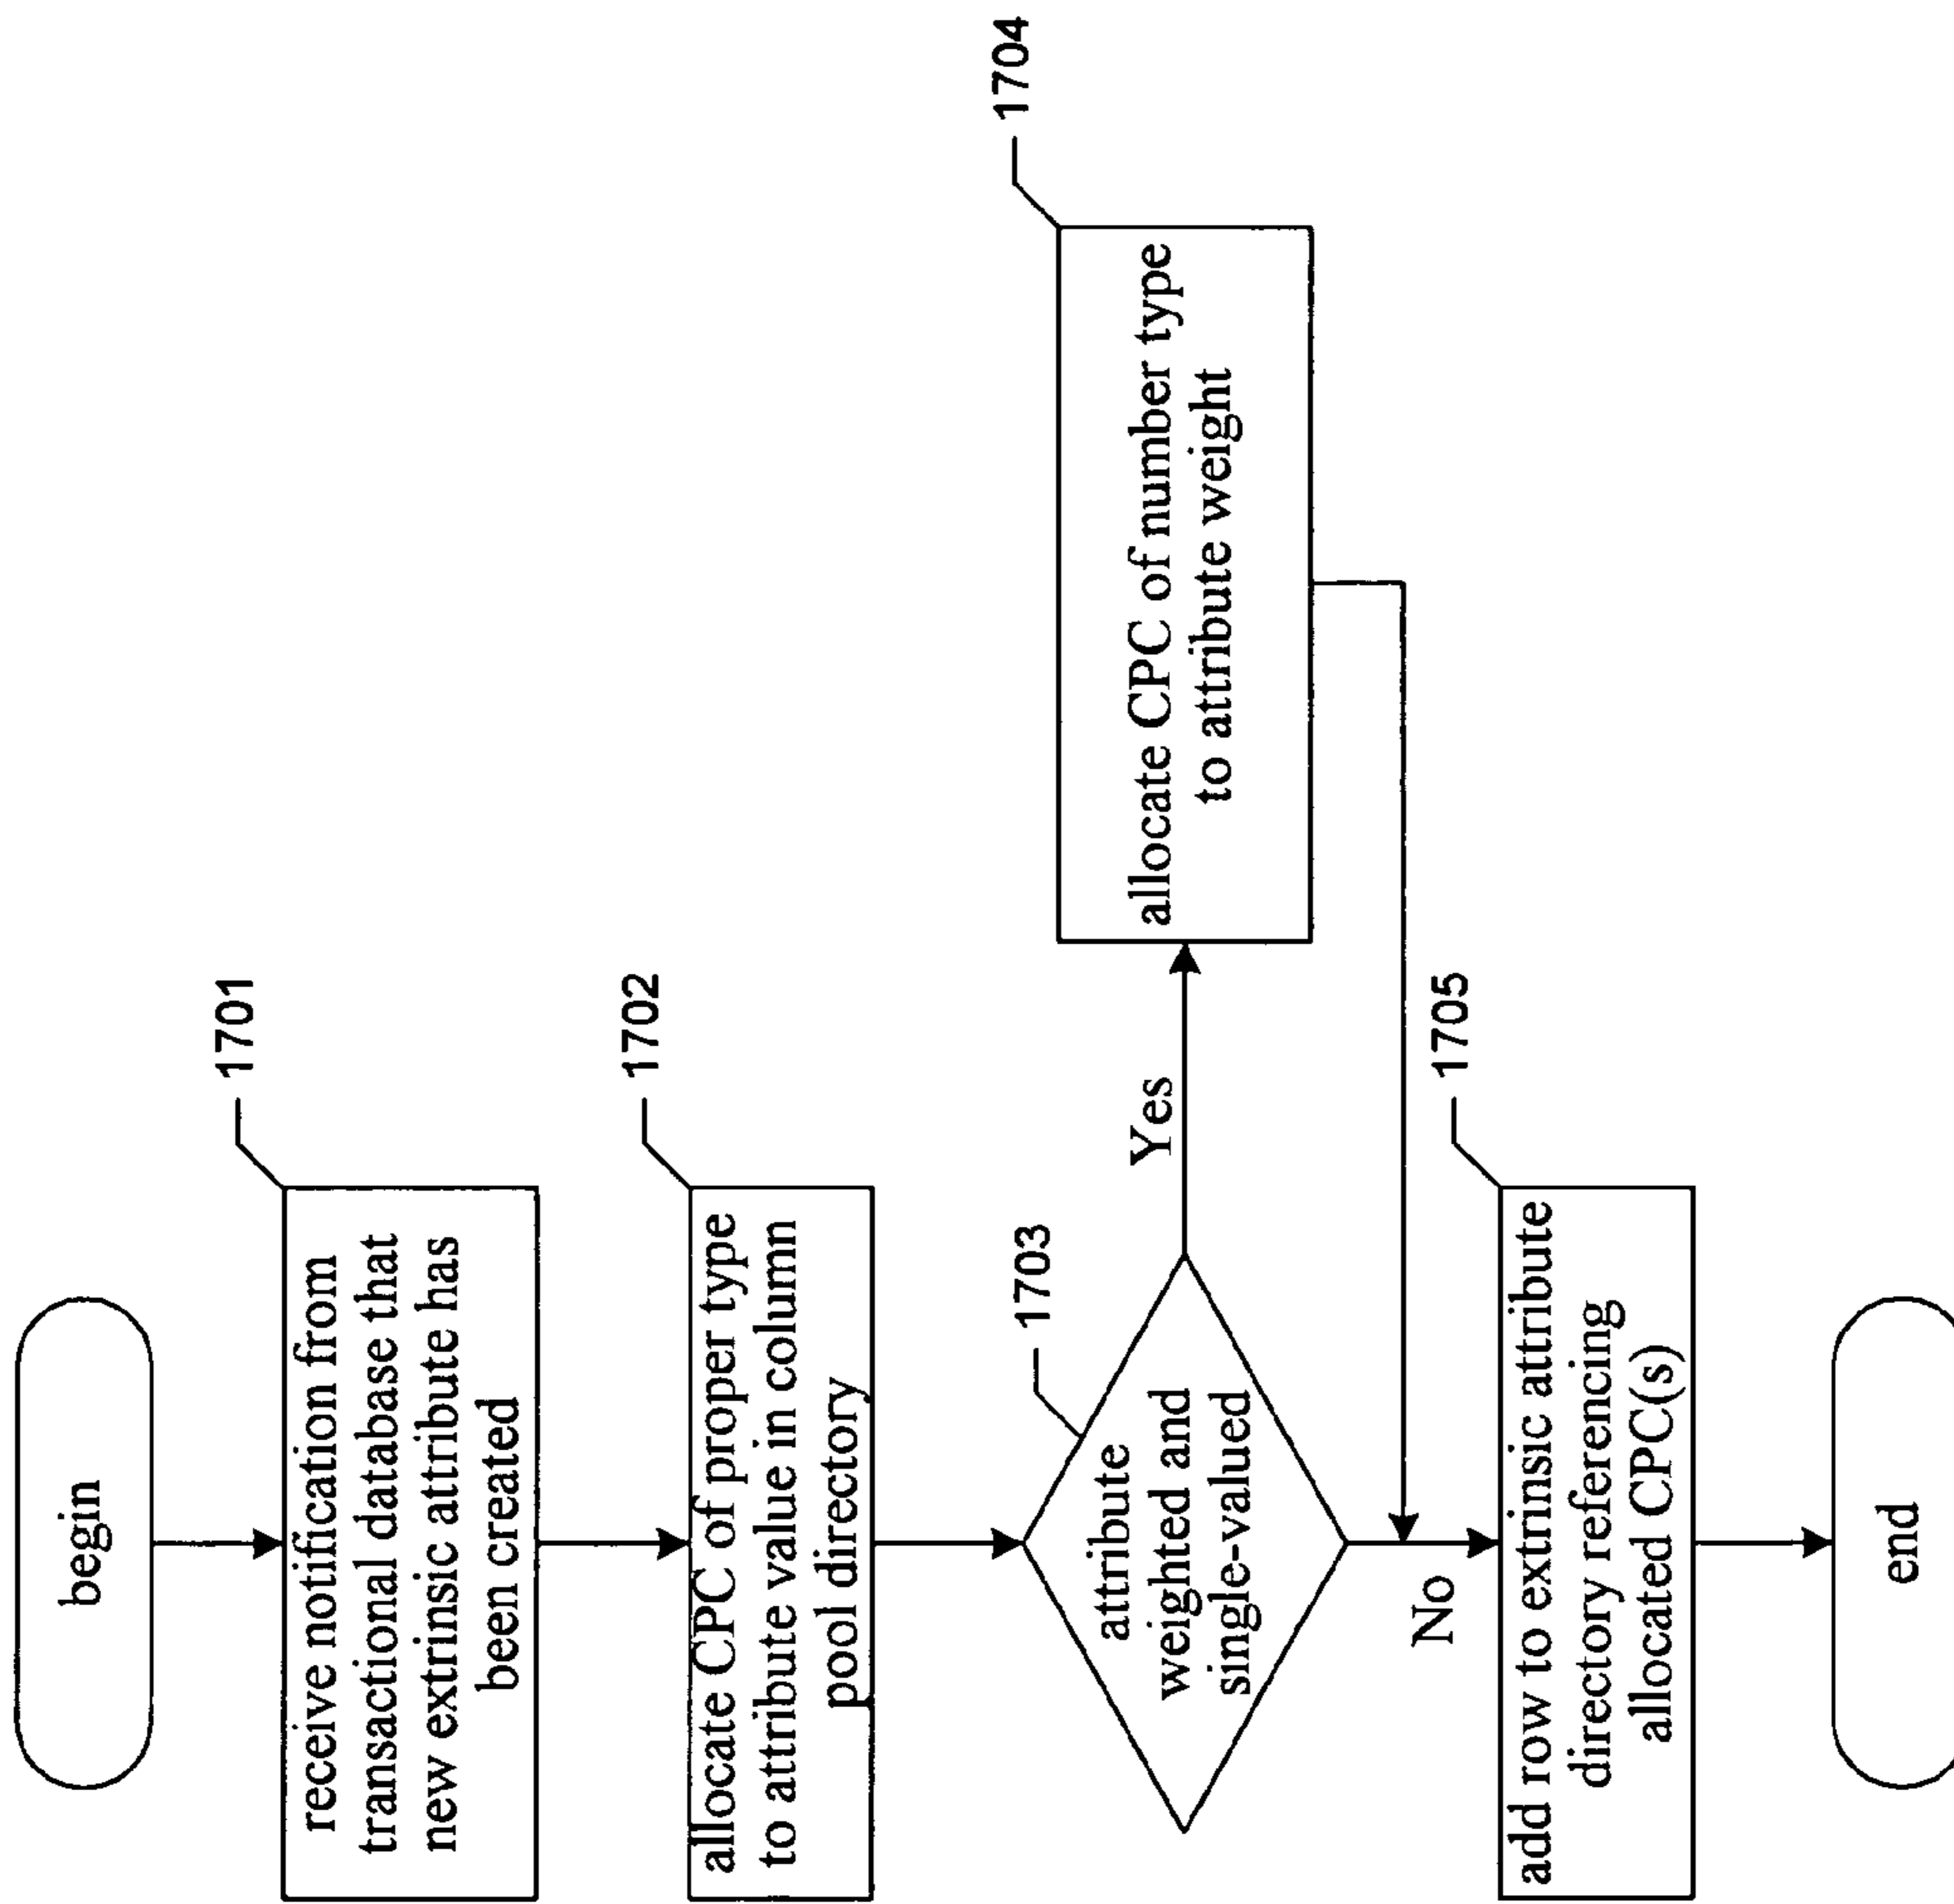 begin
1701
receive notification from
transactional database that
new extrinsic attribute has
been created
1702
allocate CPC of proper type
to attribute value in column
pool directory
1703
attribute
weighted and
single-valued
Yes
1704
allocate CPC of number type
to attribute weight
No
1705
add row to extrinsic attribute
directory referencing
allocated CPC(s)
end